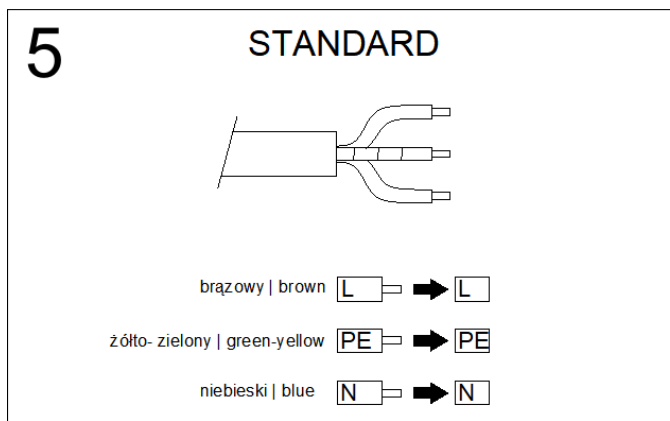 5
STANDARD
brązowy | brown L L
żółto- zielony | green-yellow PE PE
niebieski | blue N N